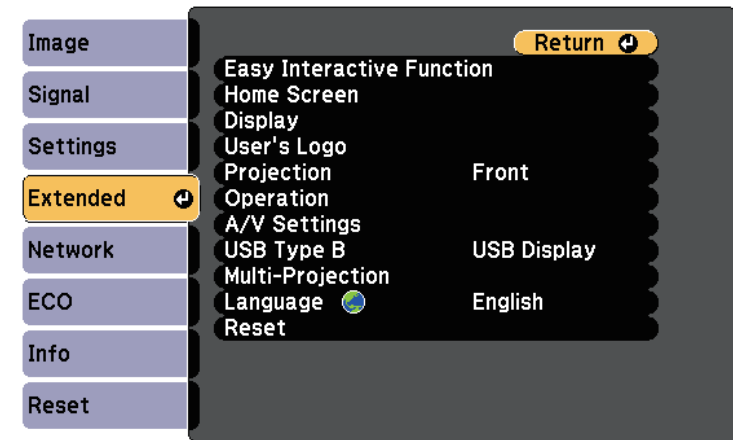 Image
Signal
Settings
Extended
Network
ECO
Info
Reset
Return
Easy Interactive Function
Home Screen
Display
User's Logo
Projection Front
Operation
A/V Settings
USB Type B USB Display
Multi-Projection
Language English
Reset